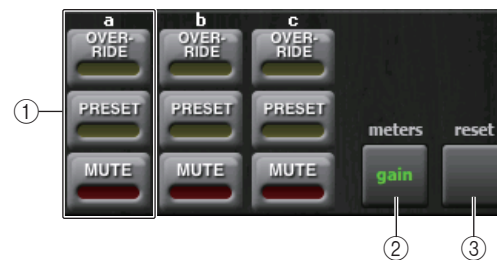 a b c
OVER-RIDE OVER-RIDE OVER-RIDE
PRESET PRESET PRESET
meters reset
MUTE MUTE MUTE
gain
1
2 3